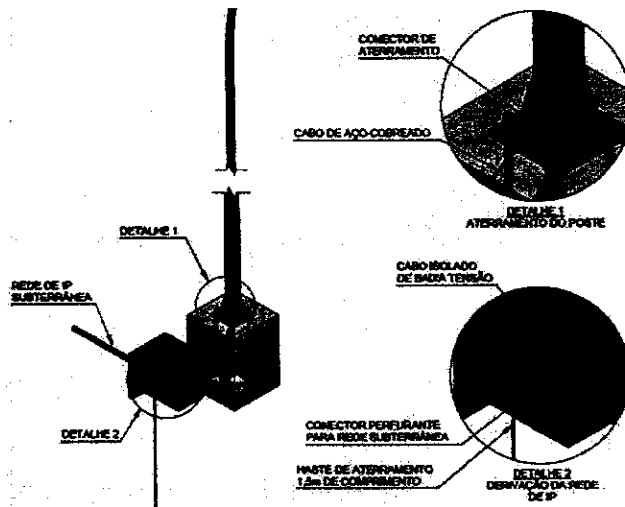 CONECTOR DE
ATERRAMENTO
CABO DE AÇO-COBREADO
DETALHE 1
ATERRAMENTO DO POSTE
DETALHE 1
REDE DE IP
SUBTERRÂNEA
DETALHE 2
CABO ISOLADO
DE BAIXA TENSÃO
CONECTOR PERFURANTE
PARA REDE SUBTERRÂNEA
HASTE DE ATERRAMENTO
1,5m DE COMPRIMENTO
DETALHE 2
DERIVAÇÃO DA REDE
DE IP